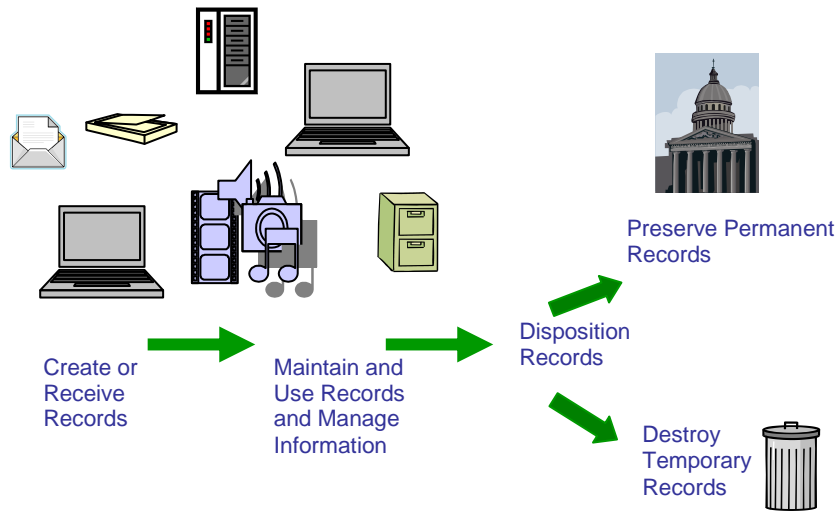 Create or
Receive
Records
Maintain and
Use Records
and Manage
Information
Disposition
Records
Preserve Permanent
Records
Destroy
Temporary
Records